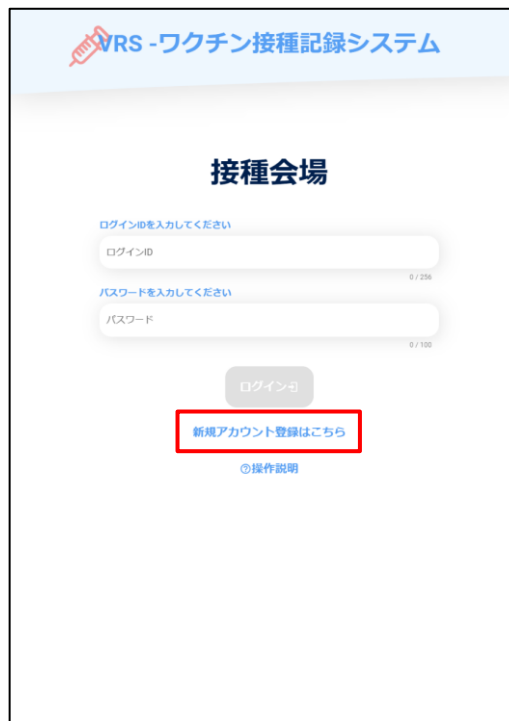 VRS -ワクチン接種記録システム
接種会場
ログインIDを入力してください
ログインID
0 / 256
パスワードを入力してください
パスワード
0 / 100
ログイン
新規アカウント登録はこちら
?操作説明